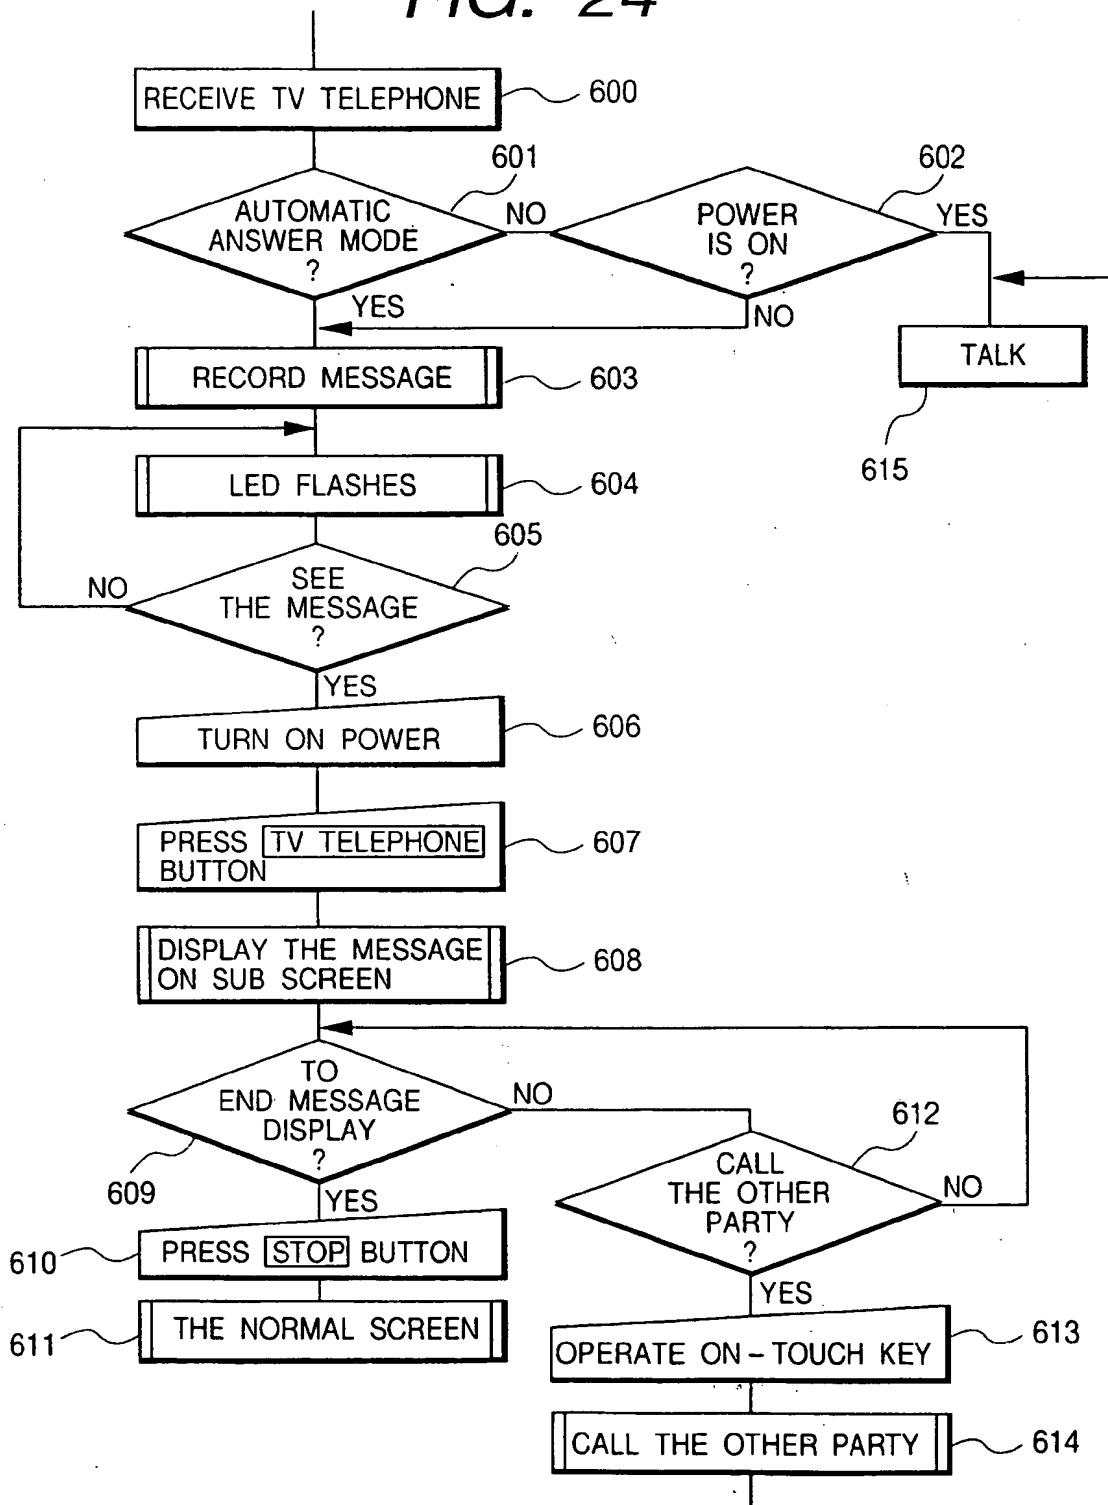 FIG. 24
RECEIVE TV TELEPHONE
600
601
602
AUTOMATIC
ANSWER MODE
?
NO
POWER
IS ON
?
YES
YES
NO
RECORD MESSAGE
603
TALK
615
LED FLASHES
604
605
SEE
THE MESSAGE
?
NO
YES
TURN ON POWER
606
PRESS TV TELEPHONE
BUTTON
607
DISPLAY THE MESSAGE
ON SUB SCREEN
608
TO
END MESSAGE
DISPLAY
?
NO
609
YES
612
CALL
THE OTHER
PARTY
?
NO
YES
610
PRESS STOP BUTTON
611
THE NORMAL SCREEN
OPERATE ON-TOUCH KEY
613
CALL THE OTHER PARTY
614